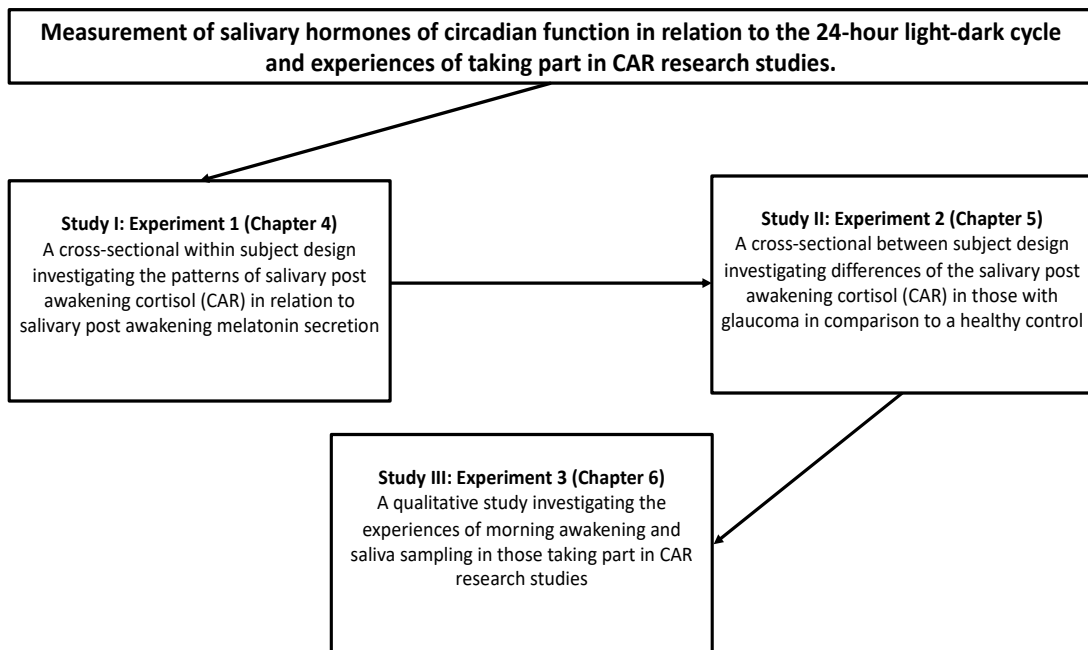 Measurement of salivary hormones of circadian function in relation to the 24-hour light-dark cycle
and experiences of taking part in CAR research studies.
Study I: Experiment 1 (Chapter 4)
A cross-sectional within subject design
investigating the patterns of salivary post
awakening cortisol (CAR) in relation to
salivary post awakening melatonin secretion
Study II: Experiment 2 (Chapter 5)
A cross-sectional between subject design
investigating differences of the salivary post
awakening cortisol (CAR) in those with
glaucoma in comparison to a healthy control
Study III: Experiment 3 (Chapter 6)
A qualitative study investigating the
experiences of morning awakening and
saliva sampling in those taking part in CAR
research studies